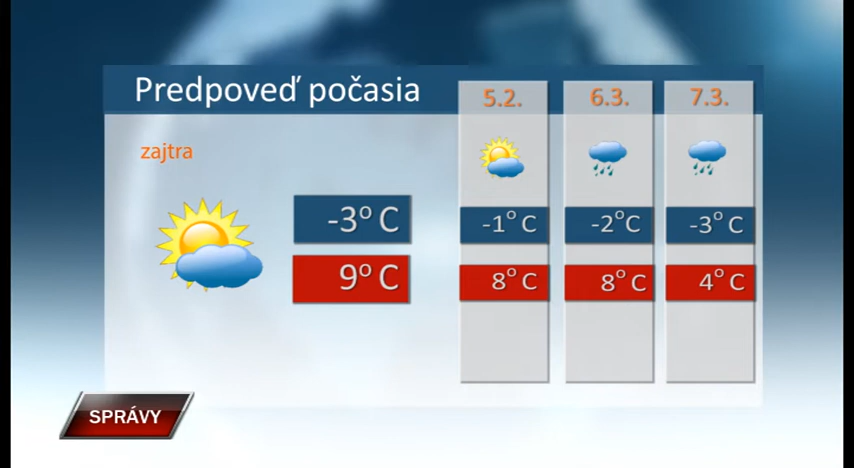 Predpoveď počasia
zajtra
-3° C
9° C
5.2.
-1° C
8° C
6.3.
-2°C
8° C
7.3.
-3° C
4° C
SPRÁVY